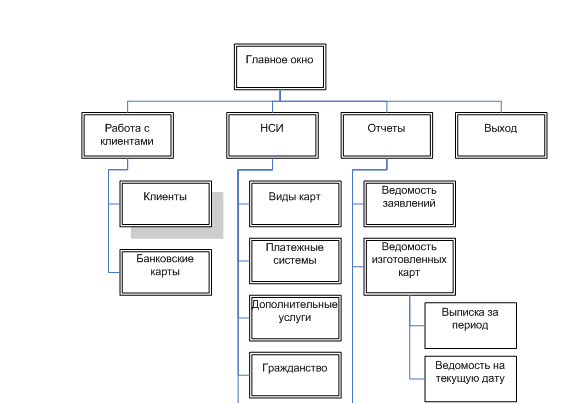 Главное окно
Работа с
клиентами
НСИ
Отчеты
Выход
Клиенты
Банковские
карты
Виды карт
Платежные
системы
Дополнительные
услуги
Гражданство
Ведомость
заявлений
Ведомость
изготовленных
карт
Выписка за
период
Ведомость на
текущую дату